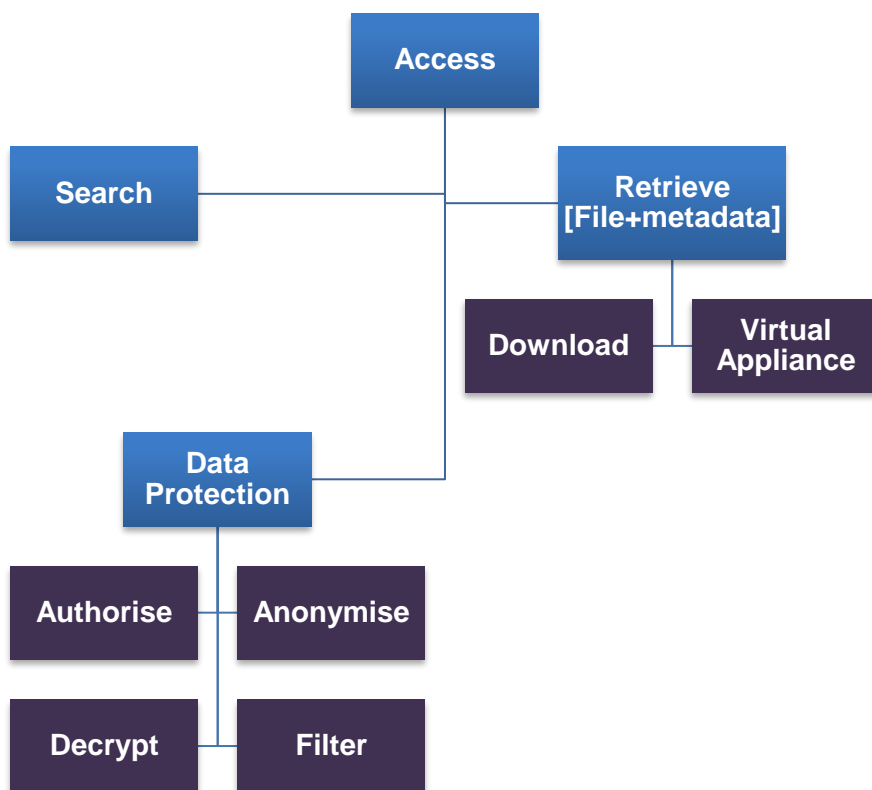 Access
Search
Retrieve
[File+metadata]
Download
Virtual
Appliance
Data
Protection
Authorise
Anonymise
Decrypt
Filter